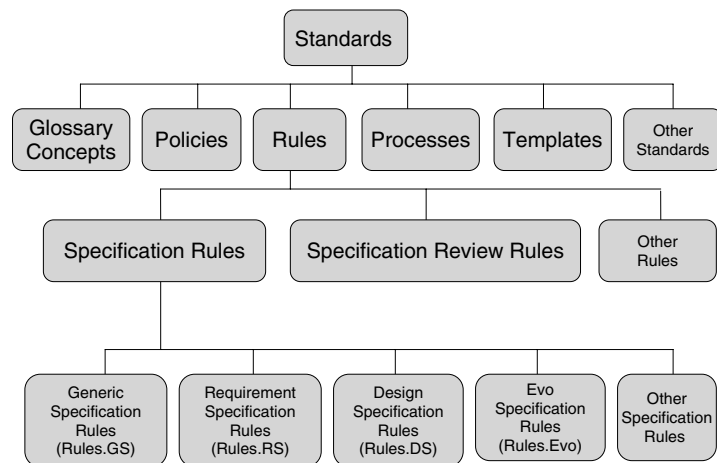 Standards
Glossary
Concepts
Policies
Rules
Processes
Templates
Other
Standards
Specification Rules
Specification Review Rules
Other
Rules
Generic
Specification
Rules
(Rules.GS)
Requirement
Specification
Rules
(Rules.RS)
Design
Specification
Rules
(Rules.DS)
Evo
Specification
Rules
(Rules.Evo)
Other
Specification
Rules